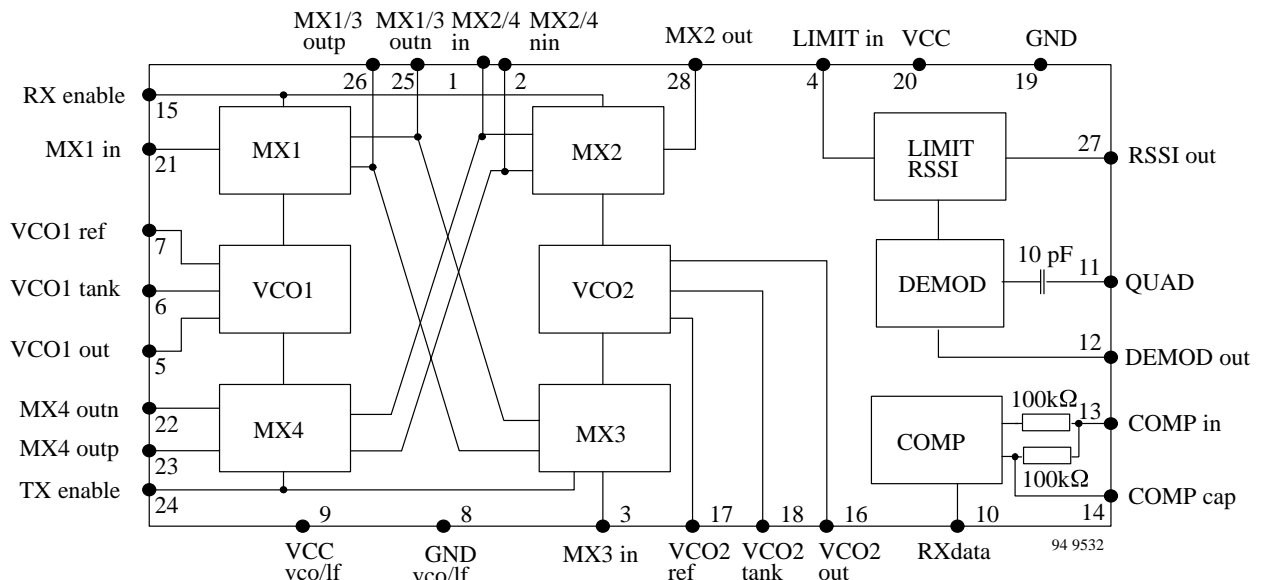 MX1/3 MX1/3 MX2/4 MX2/4
outp outn in nin
MX2 out
LIMIT in
VCC
GND
26
25
1
2
28
4
20
19
RX enable
15
MX1 in
21
MX1
MX2
LIMIT
RSSI
27
RSSI out
VCO1 ref
7
VCO1 tank
6
VCO1 out
5
VCO1
VCO2
DEMOD
10 pF
11
QUAD
12
DEMOD out
MX4 outn
22
MX4 outp
23
TX enable
24
MX4
MX3
COMP
100kΩ
13
COMP in
100kΩ
COMP cap
14
9
8
3
17
18
16
10
VCC
vco/lf
GND
vco/lf
MX3 in
VCO2
ref
VCO2
tank
VCO2
out
RXdata
94 9532